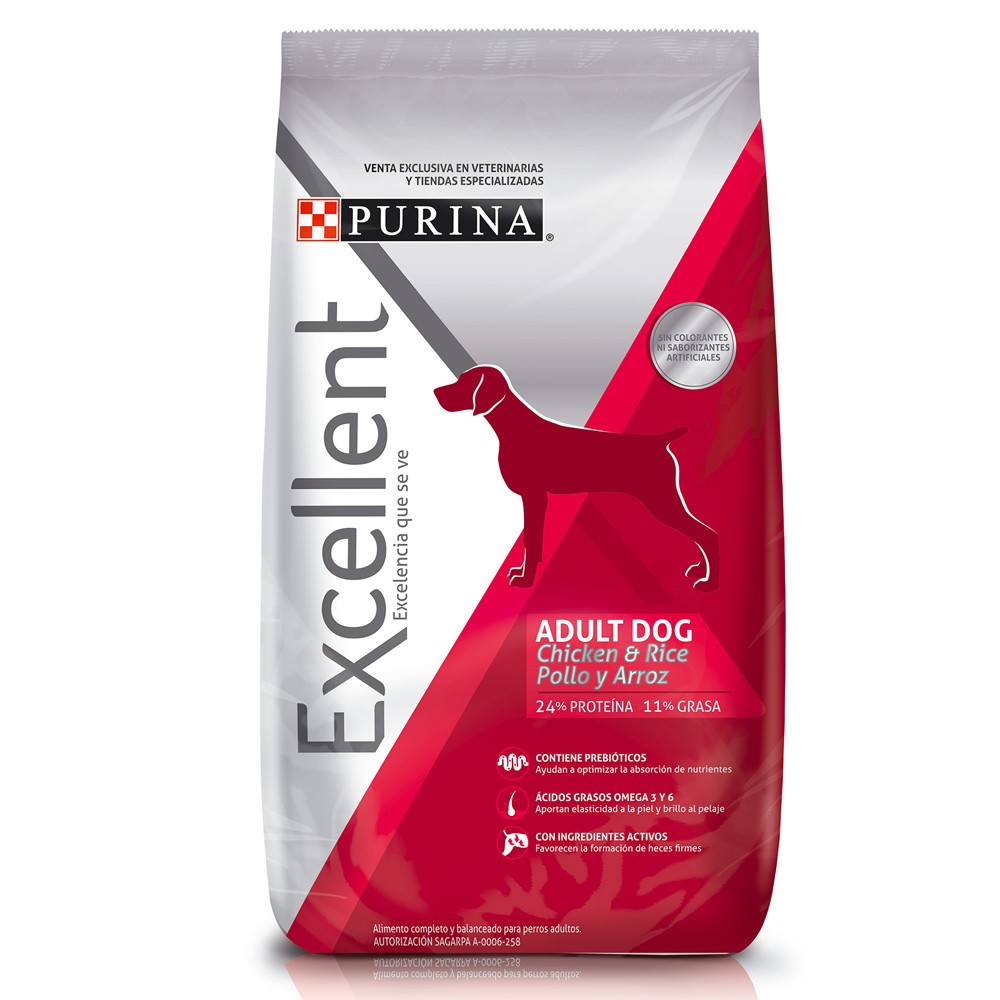 VENTA EXCLUSIVA EN VETERINARIAS
Y TIENDAS ESPECIALIZADAS
PURINA®
Excellent
Excelencia que se ve
SIN COLORANTES
NI SABORIZANTES
ARTIFICIALES
ADULT DOG
Chicken & Rice
Pollo y Arroz
24% PROTEÍNA 11% GRASA
CONTIENE PREBIÓTICOS
Ayudan a optimizar la absorción de nutrientes
ÁCIDOS GRASOS OMEGA 3 Y 6
Aportan elasticidad a la piel y brillo al pelaje
CON INGREDIENTES ACTIVOS
Favorecen la formación de heces firmes
Alimento completo y balanceado para perros adultos.
AUTORIZACIÓN SAGARPA A-0006-258